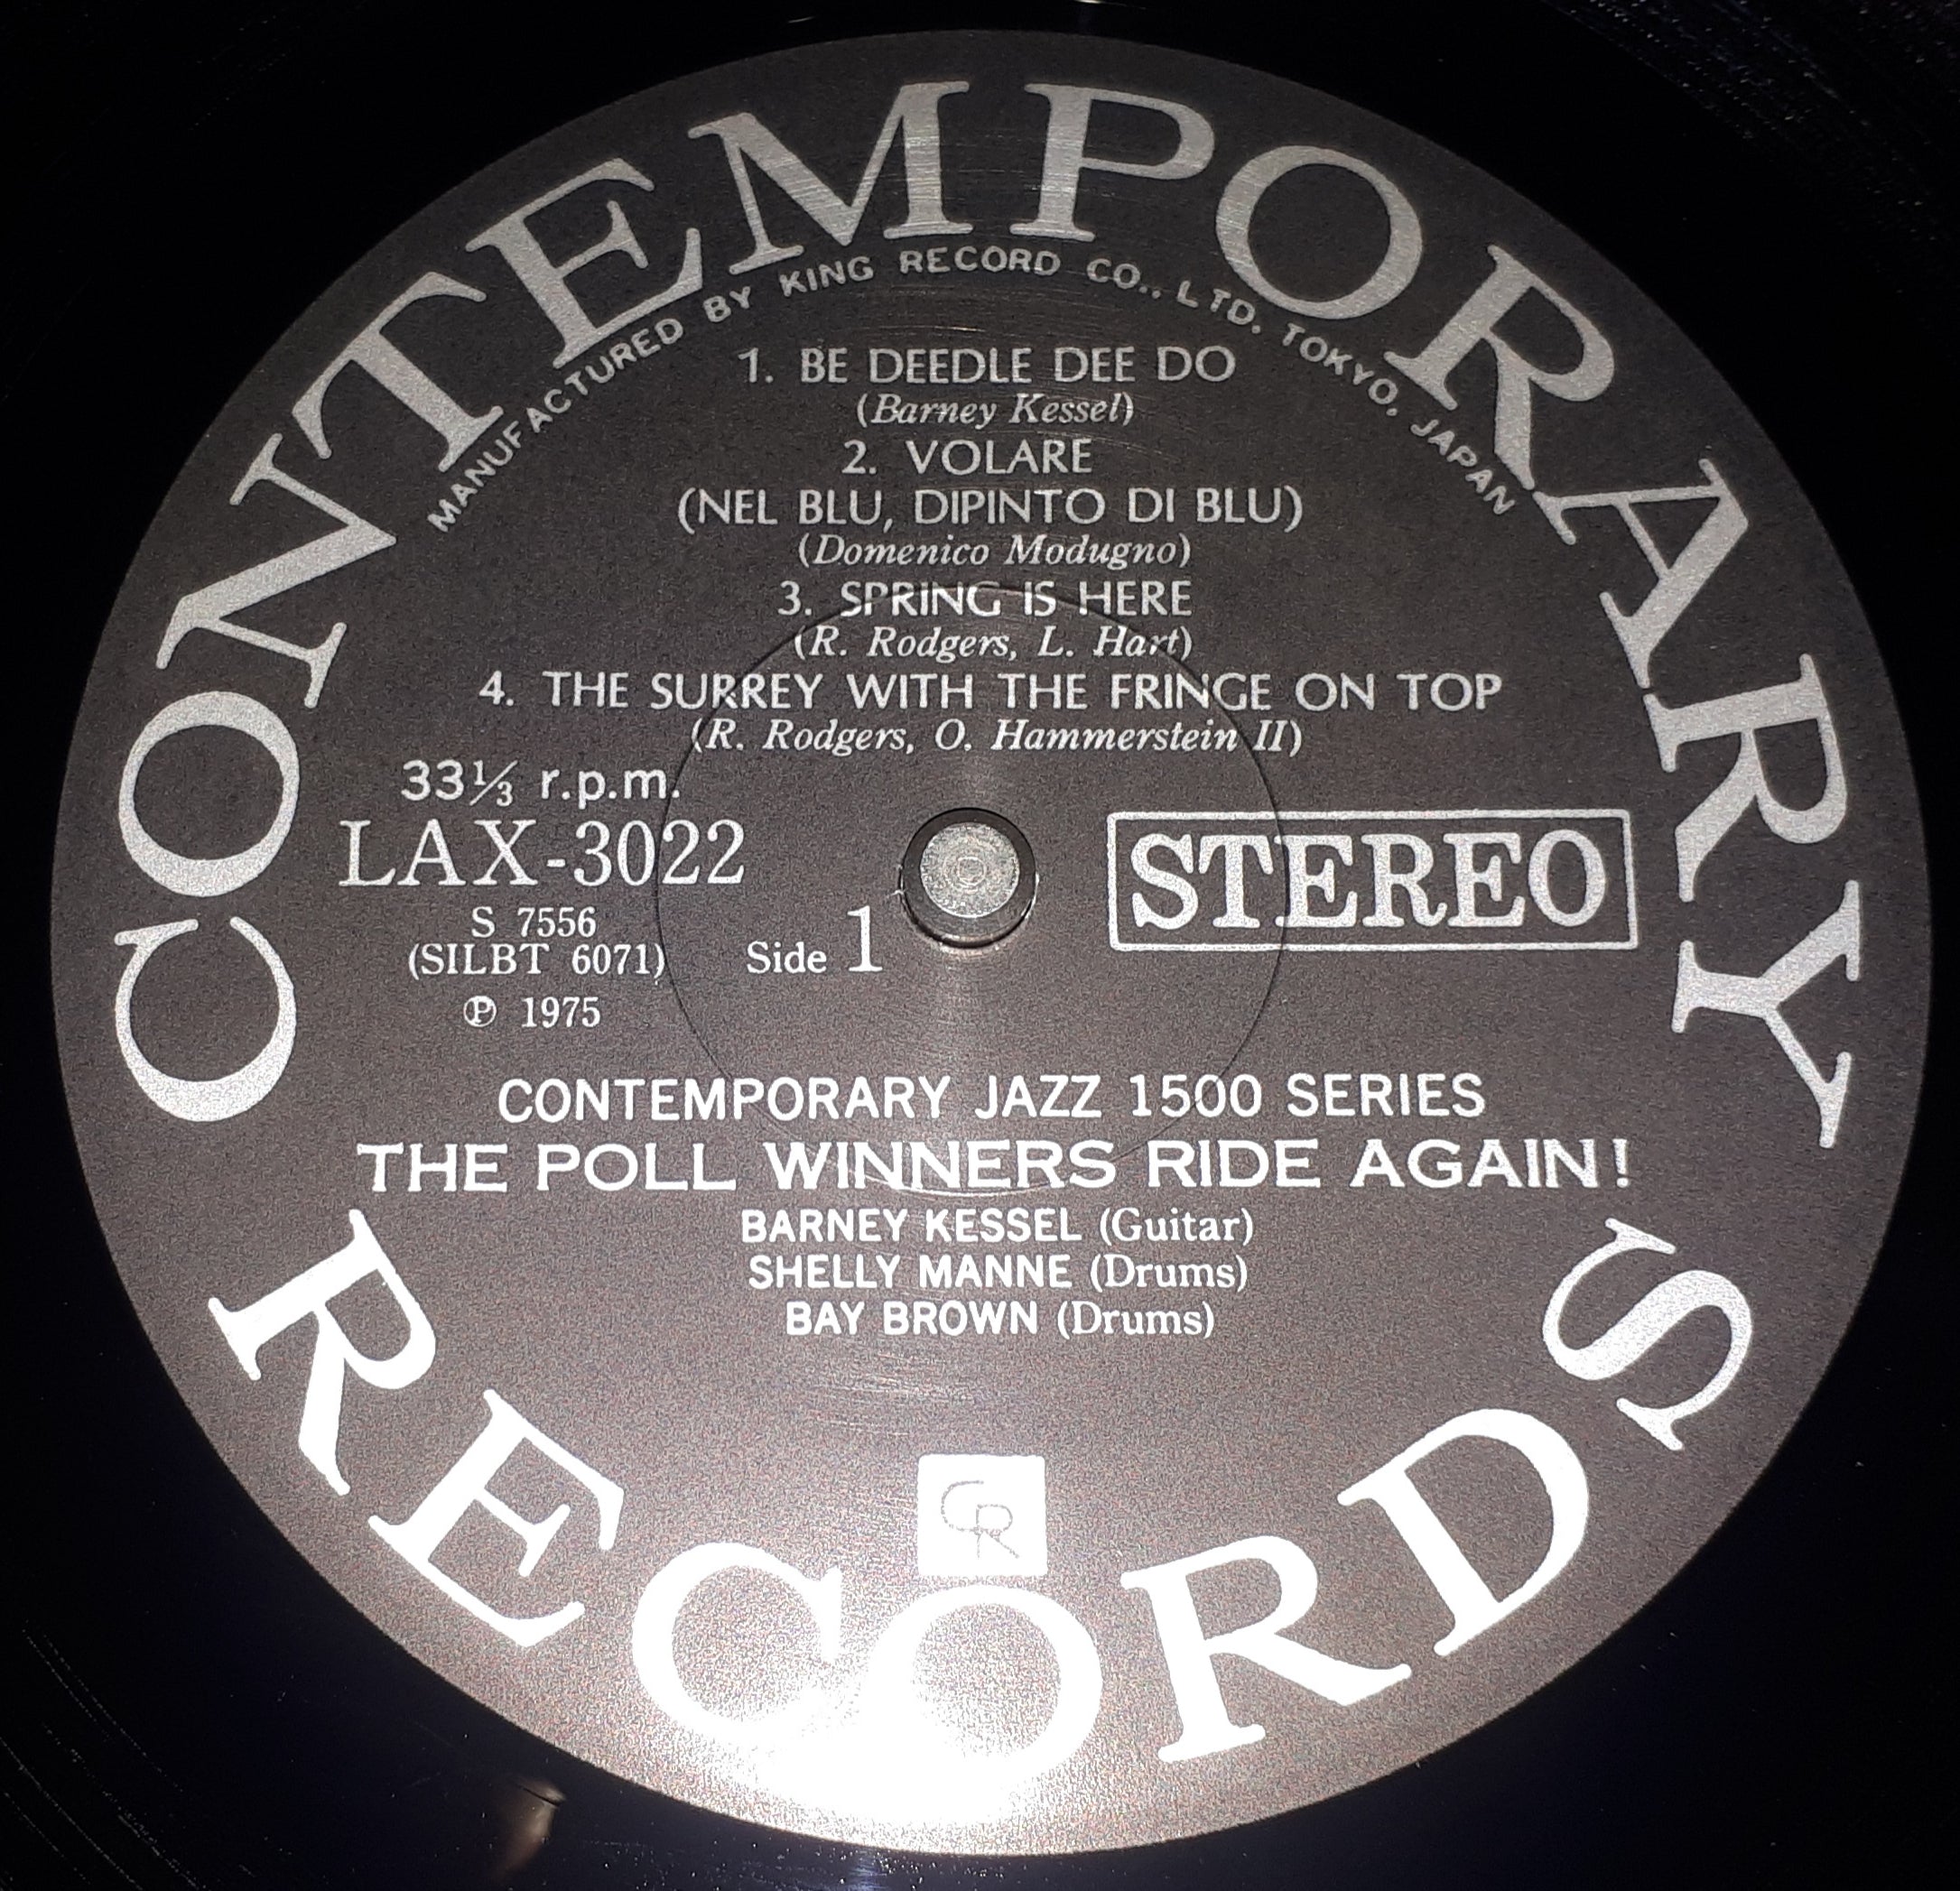 CONTEMPORARY
MANUFACTURED BY KING RECORD CO., LTD. TOKYO, JAPAN
1. BE DEEDLE DEE DO
(Barney Kessel)
2. VOLARE
(NEL BLU, DIPINTO DI BLU)
(Domenico Modugno)
3. SPRING IS HERE
(R. Rodgers, L. Hart)
4. THE SURREY WITH THE FRINGE ON TOP
(R. Rodgers, O. Hammerstein II)
33⅓ r.p.m.
LAX-3022
S 7556
(SILBT 6071)
Side 1
℗ 1975
STEREO
CONTEMPORARY JAZZ 1500 SERIES
THE POLL WINNERS RIDE AGAIN!
BARNEY KESSEL (Guitar)
SHELLY MANNE (Drums)
BAY BROWN (Drums)
CR
RECORDS